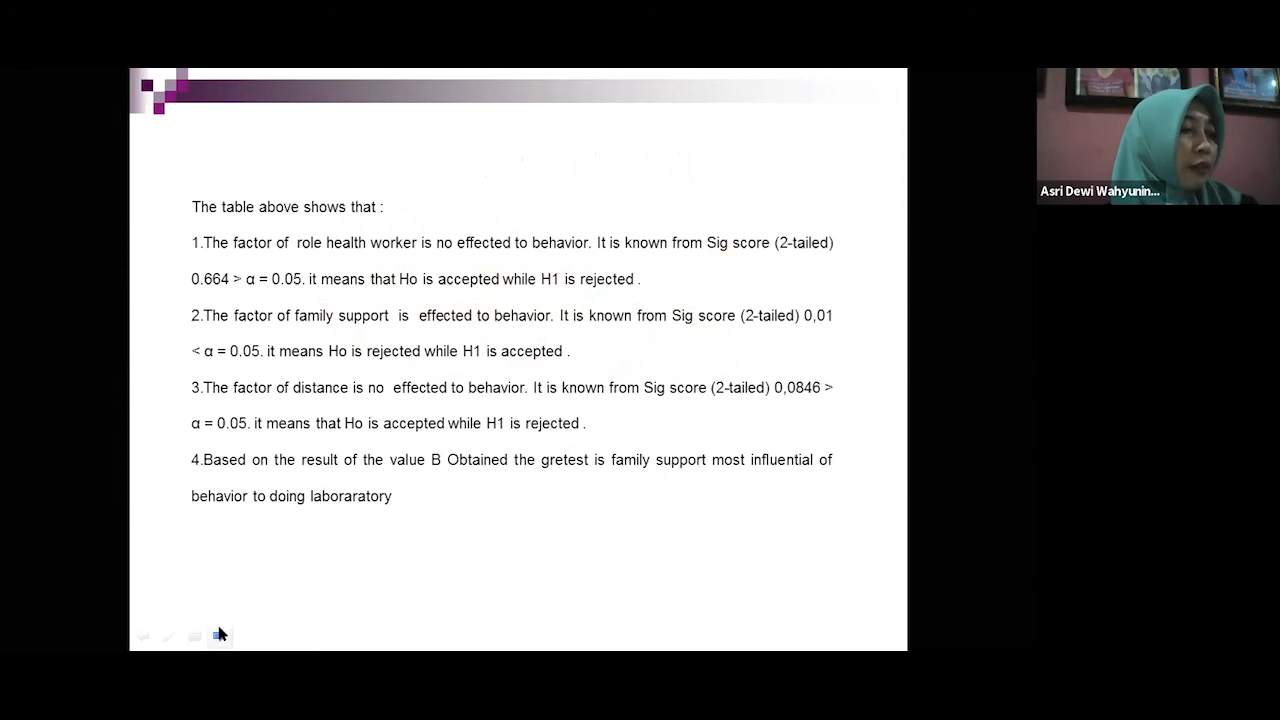 The table above shows that :
1.The factor of role health worker is no effected to behavior. It is known from Sig score (2-tailed)
0.664 > α = 0.05. it means that Ho is accepted while H1 is rejected .
2.The factor of family support is effected to behavior. It is known from Sig score (2-tailed) 0,01
< α = 0.05. it means Ho is rejected while H1 is accepted .
3.The factor of distance is no effected to behavior. It is known from Sig score (2-tailed) 0,0846 >
α = 0.05. it means that Ho is accepted while H1 is rejected .
4.Based on the result of the value B Obtained the gretest is family support most influential of
behavior to doing laboraratory
Asri Dewi Wahyunin...